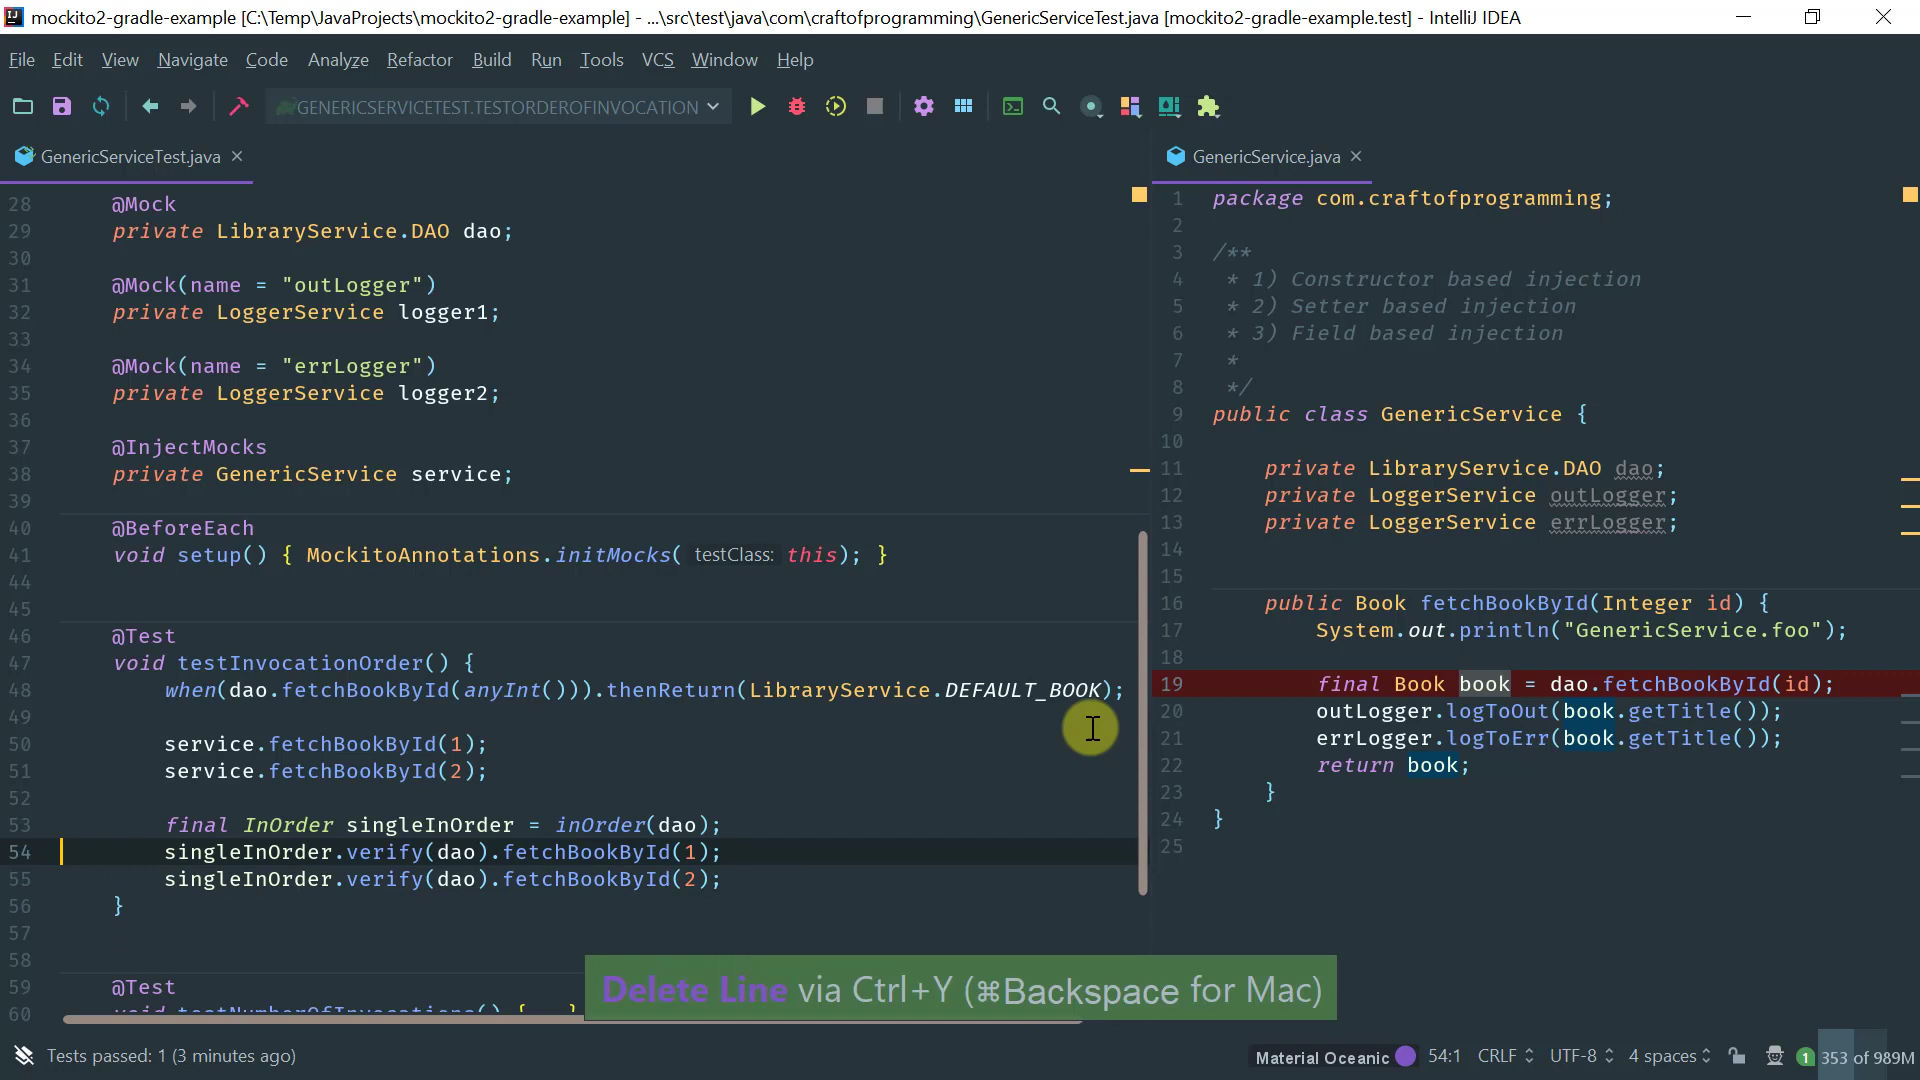 mockito2-gradle-example [C:\Temp\JavaProjects\mockito2-gradle-example] - ...\src\test\java\com\craftofprogramming\GenericServiceTest.java [mockito2-gradle-example.test] - IntelliJ IDEA
File Edit View Navigate Code Analyze Refactor Build Run Tools VCS Window Help
GENERICSERVICETEST.TESTORDEROFINVOCATION
GenericServiceTest.java
28 @Mock
29 private LibraryService.DAO dao;
30
31 @Mock(name = "outLogger")
32 private LoggerService logger1;
33
34 @Mock(name = "errLogger")
35 private LoggerService logger2;
36
37 @InjectMocks
38 private GenericService service;
39
40 @BeforeEach
41 void setup() { MockitoAnnotations.initMocks( testClass: this); }
44
45
46 @Test
47 void testInvocationOrder() {
48 when(dao.fetchBookById(anyInt())).thenReturn(LibraryService.DEFAULT_BOOK);
49
50 service.fetchBookById(1);
51 service.fetchBookById(2);
52
53 final InOrder singleInOrder = inOrder(dao);
54 singleInOrder.verify(dao).fetchBookById(1);
55 singleInOrder.verify(dao).fetchBookById(2);
56 }
57
58
59 @Test
60 void testNumberOfInvocations() {...}
GenericService.java
1 package com.craftofprogramming;
2
3 /**
4 * 1) Constructor based injection
5 * 2) Setter based injection
6 * 3) Field based injection
7 *
8 */
9 public class GenericService {
10
11 private LibraryService.DAO dao;
12 private LoggerService outLogger;
13 private LoggerService errLogger;
14
15
16 public Book fetchBookById(Integer id) {
17 System.out.println("GenericService.foo");
18
19 final Book book = dao.fetchBookById(id);
20 outLogger.logToOut(book.getTitle());
21 errLogger.logToErr(book.getTitle());
22 return book;
23 }
24 }
25
Delete Line via Ctrl+Y (⌘Backspace for Mac)
Tests passed: 1 (3 minutes ago)
Material Oceanic 54:1 CRLF UTF-8 4 spaces 1 353 of 989M